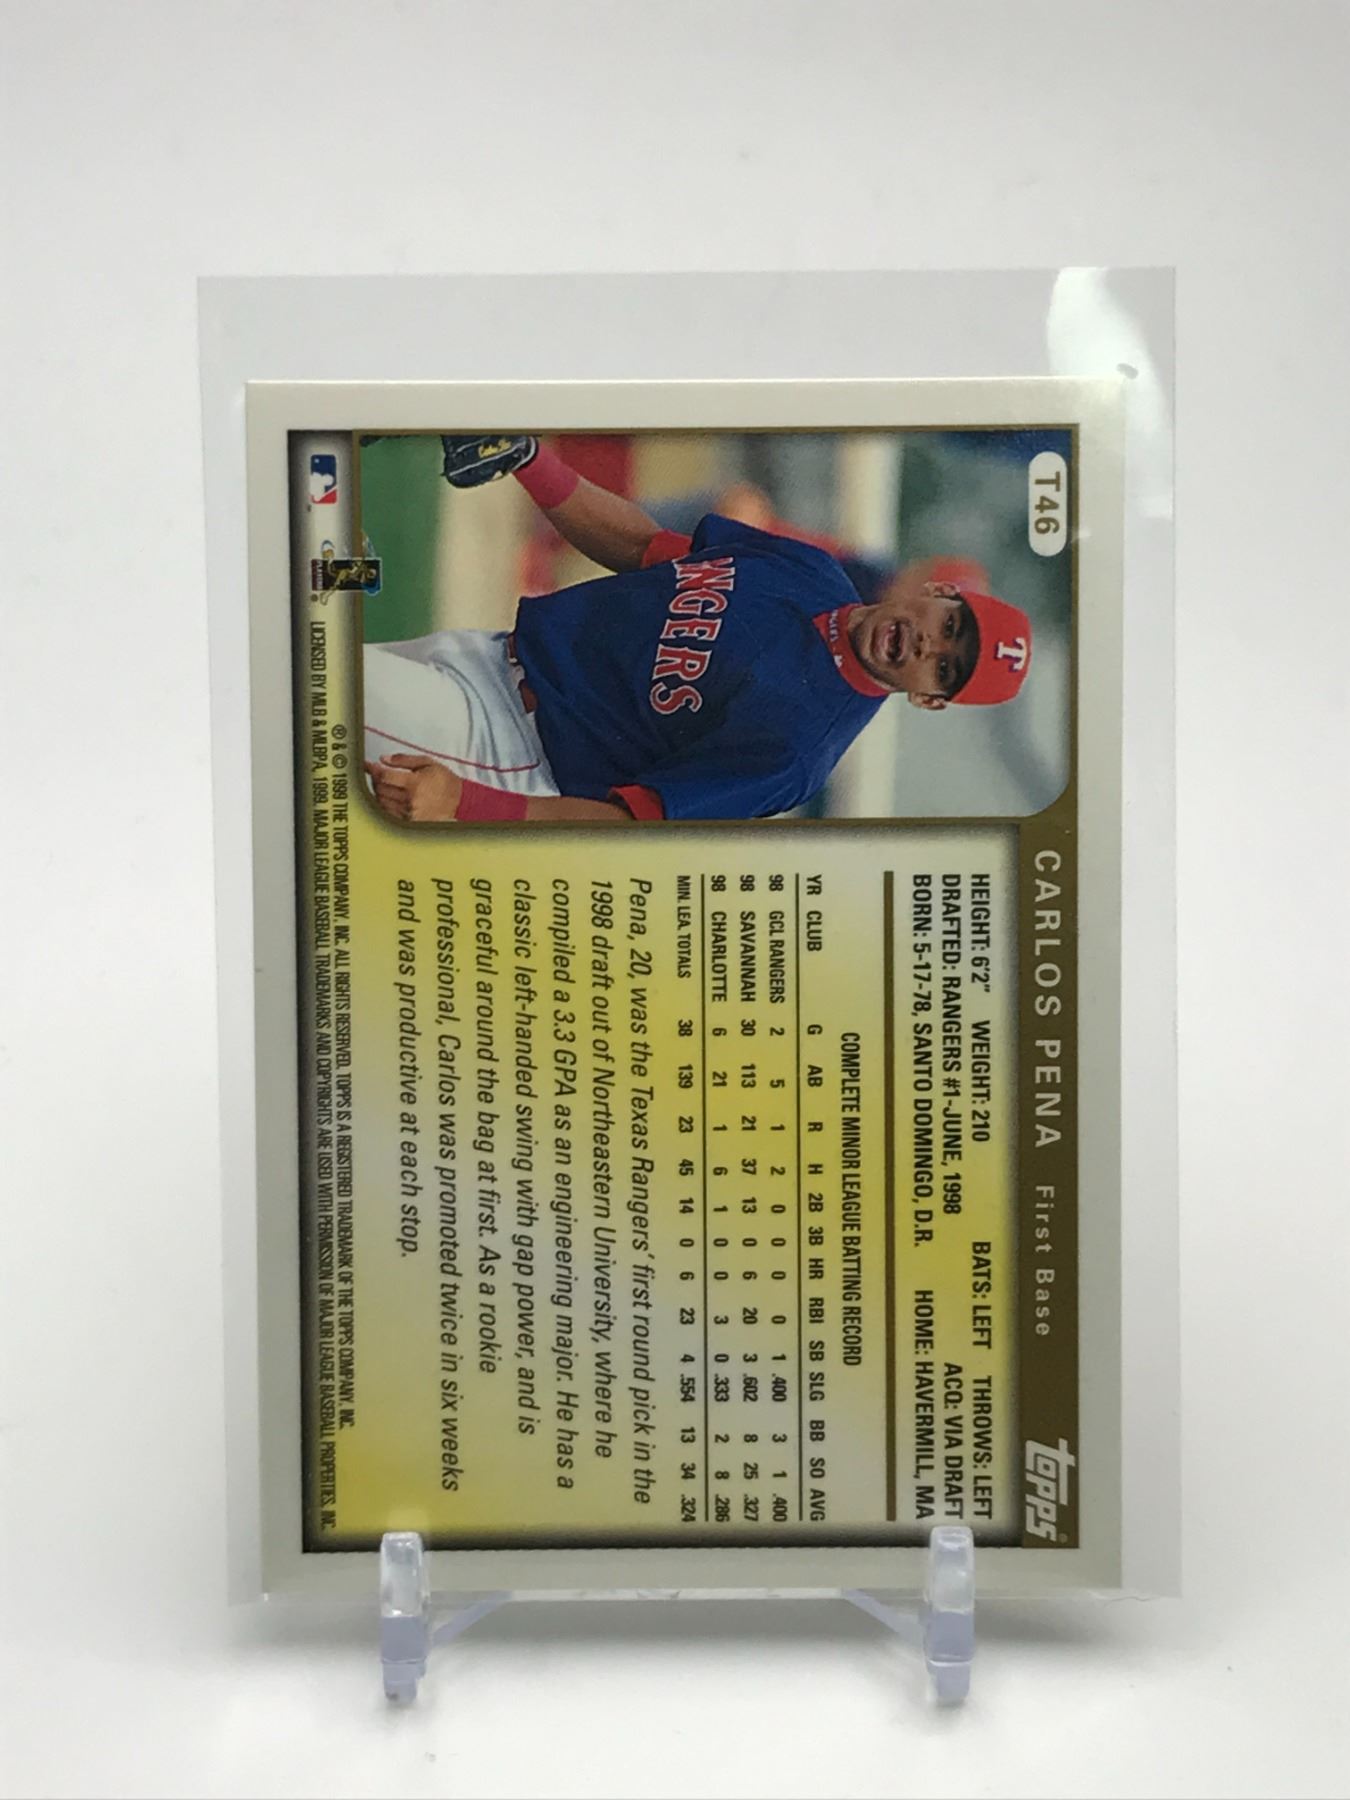 T46
CARLOS PENA First Base
topps
HEIGHT: 6'2" WEIGHT: 210 BATS: LEFT THROWS: LEFT
DRAFTED: RANGERS #1-JUNE, 1998 ACQ: VIA DRAFT
BORN: 5-17-78, SANTO DOMINGO, D.R. HOME: HAVERMILL, MA
COMPLETE MINOR LEAGUE BATTING RECORD
YR CLUB G AB R H 2B 3B HR RBI SB SLG BB SO AVG
98 GCL RANGERS 2 5 1 2 0 0 0 0 1 .400 3 1 .400
98 SAVANNAH 30 113 21 37 13 0 6 20 3 .602 8 25 .327
98 CHARLOTTE 6 21 1 6 1 0 0 3 0 .333 2 8 .286
MIN. LEA. TOTALS 38 139 23 45 14 0 6 23 4 .554 13 34 .324
Pena, 20, was the Texas Rangers' first round pick in the
1998 draft out of Northeastern University, where he
compiled a 3.3 GPA as an engineering major. He has a
classic left-handed swing with gap power, and is
graceful around the bag at first. As a rookie
professional, Carlos was promoted twice in six weeks
and was productive at each stop.
® & © 1999 THE TOPPS COMPANY, INC. ALL RIGHTS RESERVED. TOPPS IS A REGISTERED TRADEMARK OF THE TOPPS COMPANY, INC.
LICENSED BY MLB & MLBPA, 1999. MAJOR LEAGUE BASEBALL TRADEMARKS AND COPYRIGHTS ARE USED WITH PERMISSION OF MAJOR LEAGUE BASEBALL PROPERTIES, INC.
T
NGERS
PLAYERS